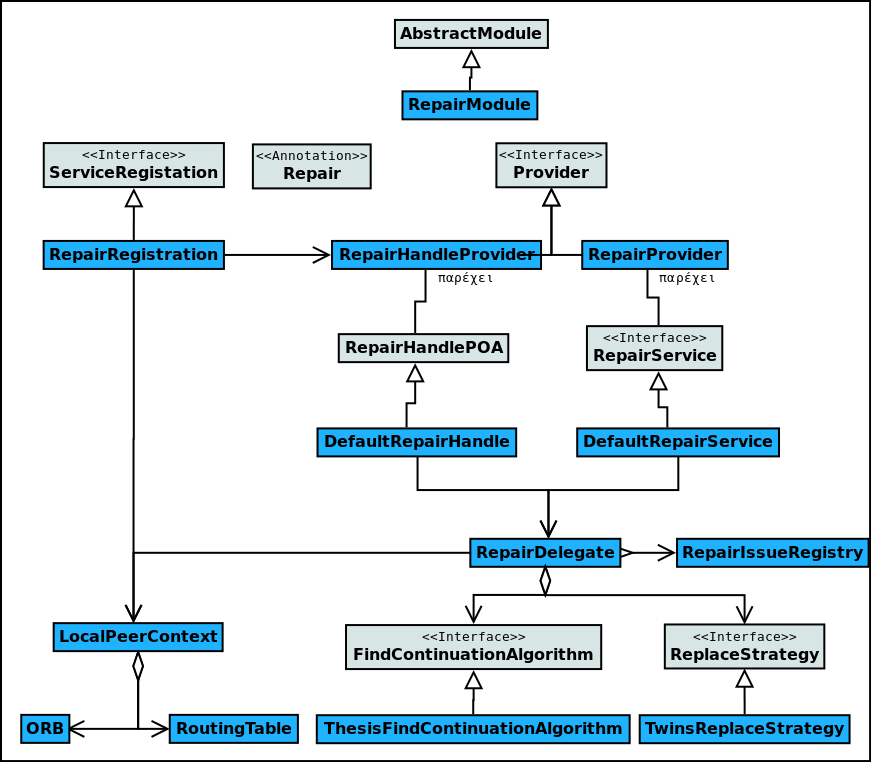 AbstractModule
RepairModule
<<Interface>>
ServiceRegistation
<<Annotation>>
Repair
<<Interface>>
Provider
RepairRegistration
RepairHandleProvider
RepairProvider
παρέχει
παρέχει
RepairHandlePOA
<<Interface>>
RepairService
DefaultRepairHandle
DefaultRepairService
RepairDelegate
RepairIssueRegistry
LocalPeerContext
<<Interface>>
FindContinuationAlgorithm
<<Interface>>
ReplaceStrategy
ORB
RoutingTable
ThesisFindContinuationAlgorithm
TwinsReplaceStrategy